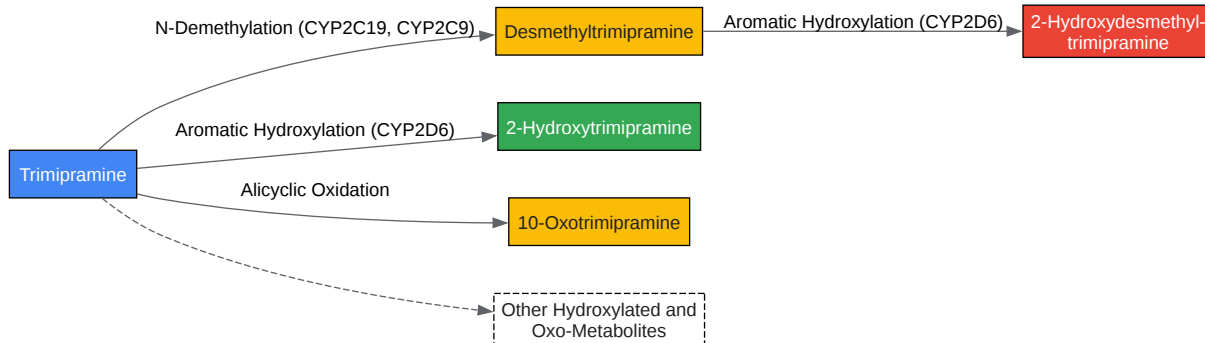 N-Demethylation (CYP2C19, CYP2C9)
Desmethyltrimipramine
Aromatic Hydroxylation (CYP2D6)
2-Hydroxydesmethyl-
trimipramine
Aromatic Hydroxylation (CYP2D6)
2-Hydroxytrimipramine
Trimipramine
Alicyclic Oxidation
10-Oxotrimipramine
Other Hydroxylated and
Oxo-Metabolites